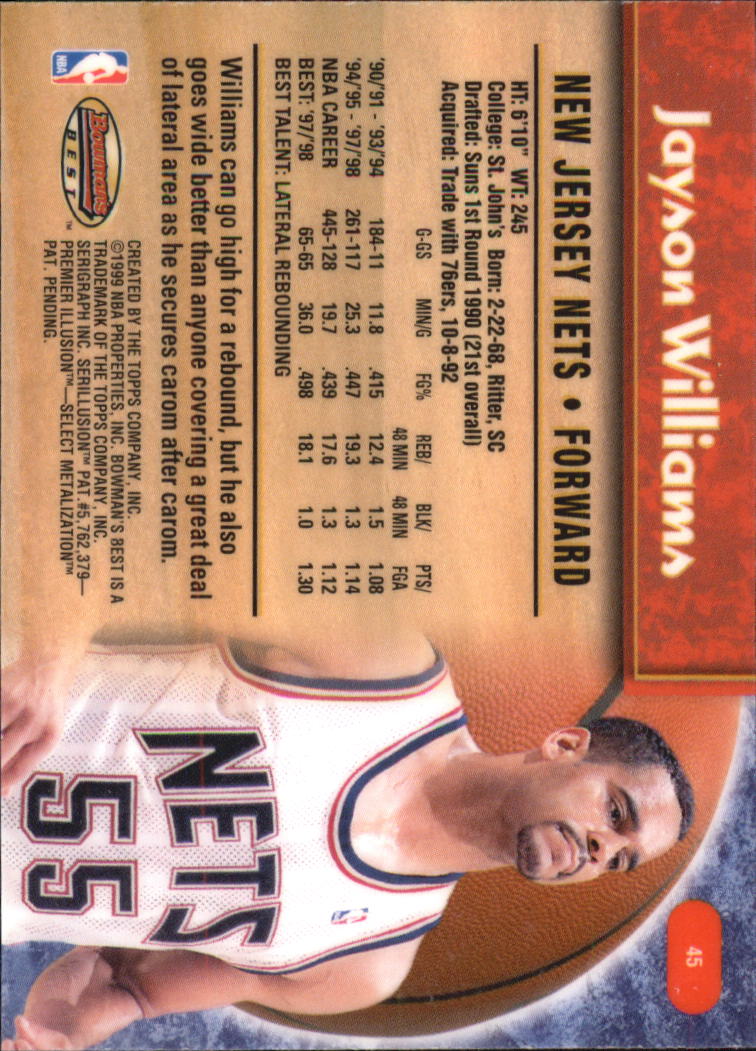 Jayson Williams
45
NEW JERSEY NETS • FORWARD
HT: 6'10" WT: 245
College: St. John's Born: 2-22-68, Ritter, SC
Drafted: Suns 1st Round 1990 (21st overall)
Acquired: Trade with 76ers, 10-8-92
REB/ BLK/ PTS/
G-GS MIN/G FG% 48 MIN 48 MIN FGA
'90/'91 - '93/'94 184-11 11.8 .415 12.4 1.5 1.08
'94/'95 - '97/'98 261-117 25.3 .447 19.3 1.3 1.14
NBA CAREER 445-128 19.7 .439 17.6 1.3 1.12
BEST: '97/'98 65-65 36.0 .498 18.1 1.0 1.30
BEST TALENT: LATERAL REBOUNDING
Williams can go high for a rebound, but he also
goes wide better than anyone covering a great deal
of lateral area as he secures carom after carom.
NBA
Bowman's
BEST™
CREATED BY THE TOPPS COMPANY, INC.
©1999 NBA PROPERTIES, INC. BOWMAN'S BEST IS A
TRADEMARK OF THE TOPPS COMPANY, INC.
SERIGRAPH INC. SERILLUSION™ PAT.#5,762,379—
PREMIER ILLUSION™—SELECT METALIZATION™
PAT. PENDING.
NETS
55